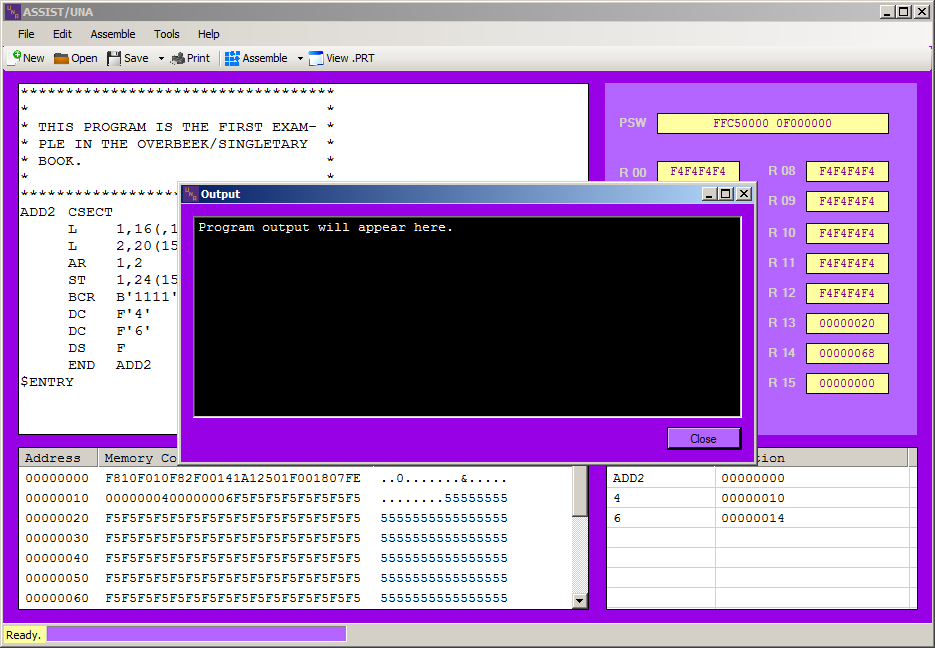 ASSIST/UNA
File Edit Assemble Tools Help
New Open Save Print Assemble View .PRT
***********************************
* *
* THIS PROGRAM IS THE FIRST EXAM- *
* PLE IN THE OVERBEEK/SINGLETARY *
* BOOK. *
* *
ADD2 CSECT
L 1,16(,1
L 2,20(15
AR 1,2
ST 1,24(15
BCR B'1111'
DC F'4'
DC F'6'
DS F
END ADD2
$ENTRY
PSW FFC50000 0F000000
R 00 F4F4F4F4 R 08 F4F4F4F4
R 09 F4F4F4F4
R 10 F4F4F4F4
R 11 F4F4F4F4
R 12 F4F4F4F4
R 13 00000020
R 14 00000068
R 15 00000000
Output
Program output will appear here.
Close
Address Memory Co
00000000 F810F010F82F00141A12501F001807FE ..0.......&.....
00000010 0000000400000006F5F5F5F5F5F5F5F5 ........55555555
00000020 F5F5F5F5F5F5F5F5F5F5F5F5F5F5F5F5 5555555555555555
00000030 F5F5F5F5F5F5F5F5F5F5F5F5F5F5F5F5 5555555555555555
00000040 F5F5F5F5F5F5F5F5F5F5F5F5F5F5F5F5 5555555555555555
00000050 F5F5F5F5F5F5F5F5F5F5F5F5F5F5F5F5 5555555555555555
00000060 F5F5F5F5F5F5F5F5F5F5F5F5F5F5F5F5 5555555555555555
tion
ADD2 00000000
4 00000010
6 00000014
Ready.